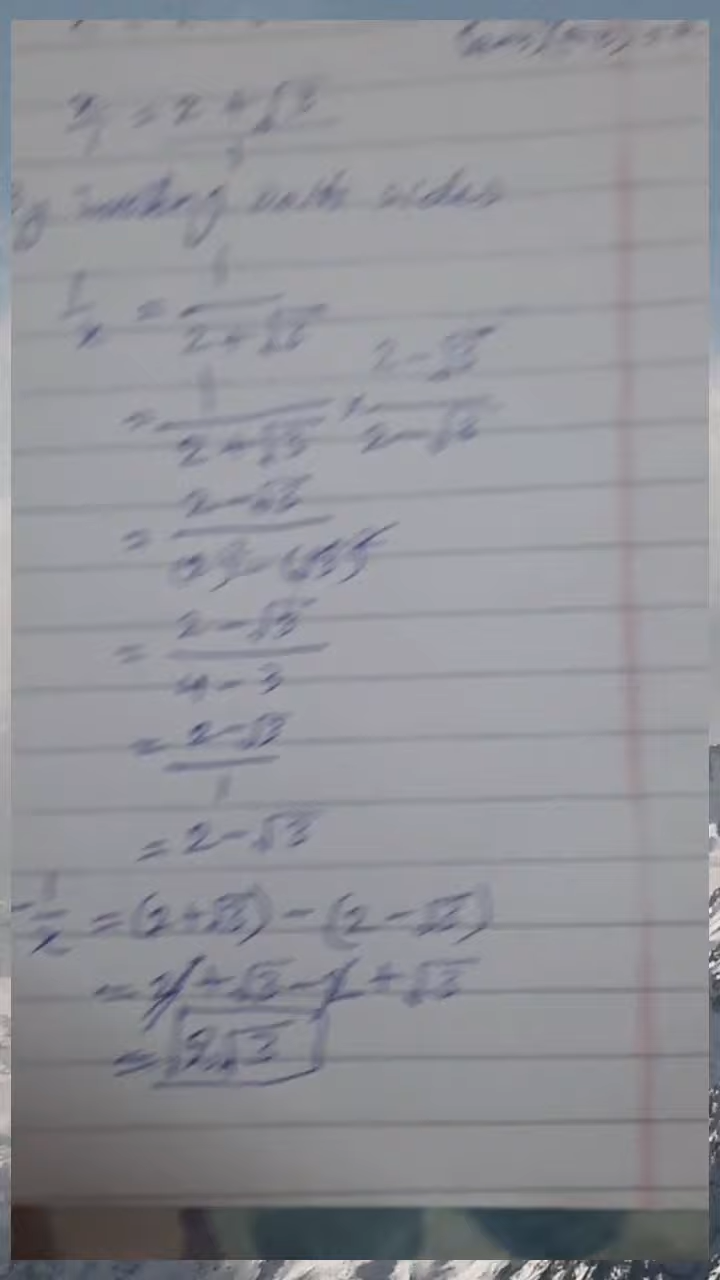 x/1 = 2 + √3 / 1
By both sides
1/x = 1 / 2 + √3
= 1 / 2 + √3 × 2 - √3 / 2 - √3
= 2 - √3 / (2)² - (√3)²
= 2 - √3 / 4 - 3
= 2 - √3 / 1
= 2 - √3
- 1/x = (2 + √3) - (2 - √3)
= 2 + √3 - 2 + √3
= 2√3